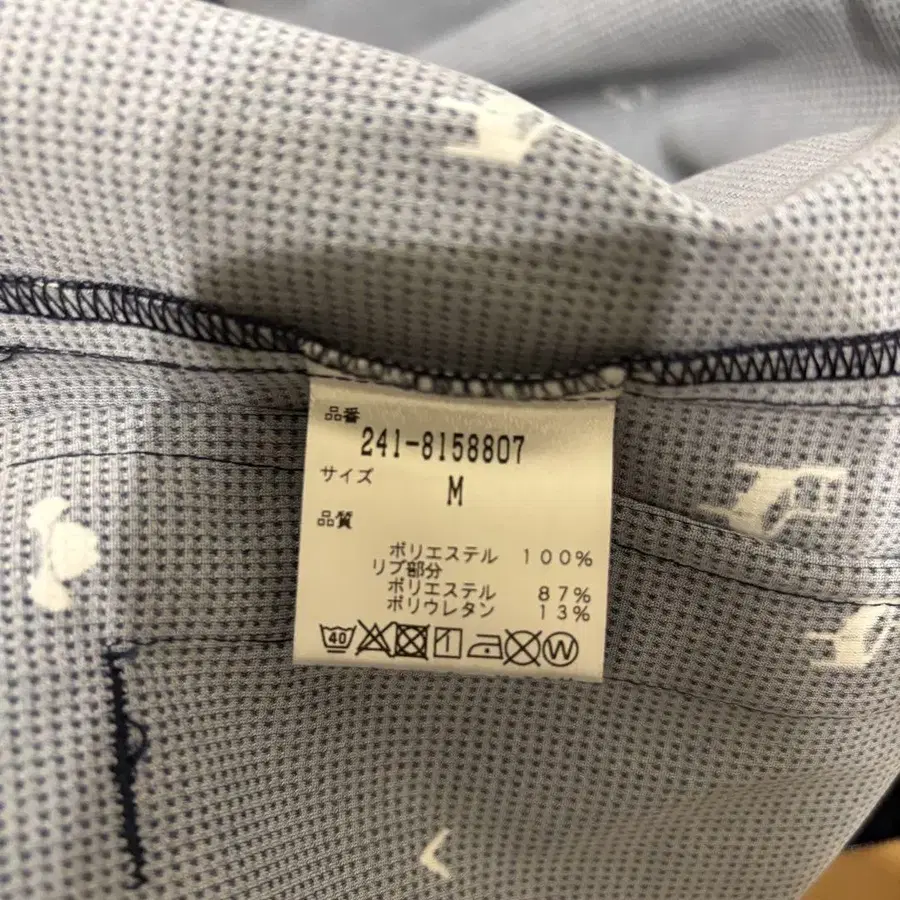 品番
241-8158807
サイズ
M
品質
ポリエステル 100%
リブ部分
ポリエステル 87%
ポリウレタン 13%
40 W